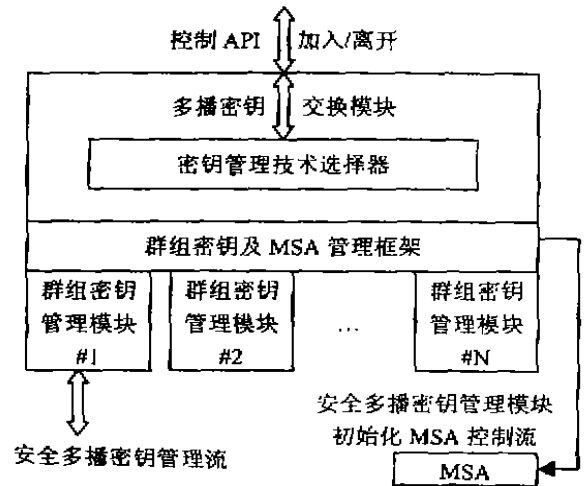 控制 API 加入/离开
多播密钥 交换模块
密钥管理技术选择器
群组密钥及 MSA 管理框架
群组密钥 群组密钥 群组密钥
管理模块 管理模块 … 管理模块
#1 #2 #N
安全多播密钥管理模块
初始化 MSA 控制流
安全多播密钥管理流
MSA